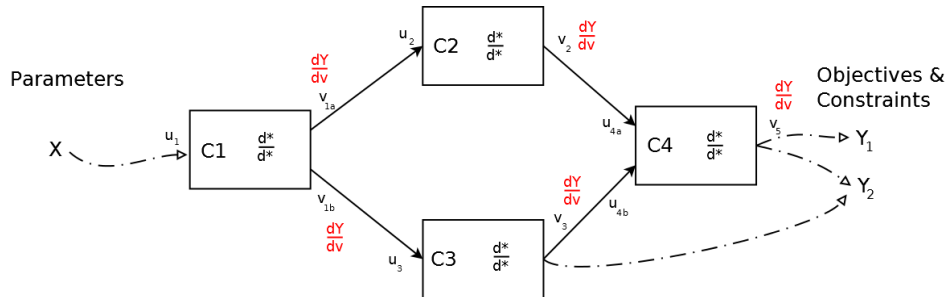 Parameters
X
u1
C1 d*/d*
dY/dv
v1a
v1b
dY/dv
u2
C2 d*/d*
v2 dY/dv
u3
C3 d*/d*
dY/dv
v3
u4a
u4b
C4 d*/d*
dY/dv
v5
Objectives &
Constraints
Y1
Y2